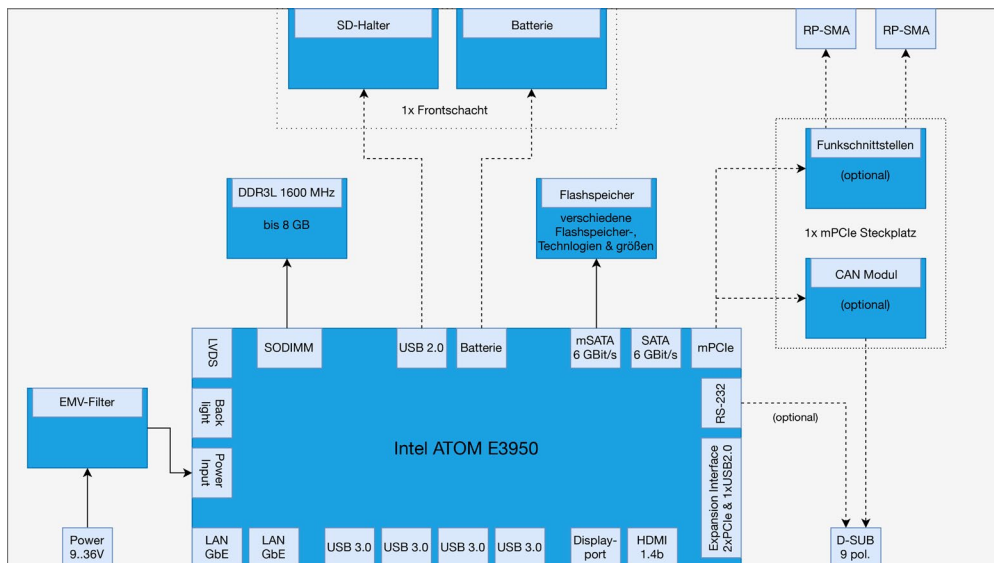 SD-Halter
Batterie
RP-SMA
RP-SMA
1x Frontschacht
Funkschnittstellen
(optional)
DDR3L 1600 MHz
bis 8 GB
Flashspeicher
verschiedene
Flashspeicher-,
Technlogien & größen
1x mPCIe Steckplatz
CAN Modul
(optional)
LVDS
SODIMM
USB 2.0
Batterie
mSATA
6 GBit/s
SATA
6 GBit/s
mPCIe
EMV-Filter
Back
light
RS-232
(optional)
Intel ATOM E3950
Power
Input
Expansion Interface
2xPCIe & 1xUSB2.0
Power
9..36V
LAN
GbE
LAN
GbE
USB 3.0
USB 3.0
USB 3.0
USB 3.0
Display-
port
HDMI
1.4b
D-SUB
9 pol.